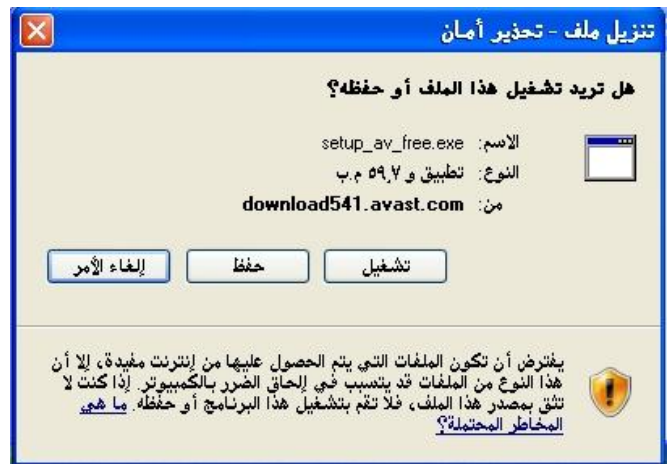 تنزيل ملف - تحذير أمان
هل تريد تشغيل هذا الملف أو حفظه؟
الاسم: setup_av_free.exe
النوع: تطبيق و ٥٩,٧ م.ب
من: download541.avast.com
تشغيل
حفظ
إلغاء الأمر
يفترض أن تكون الملفات التي يتم الحصول عليها من إنترنت مفيدة، إلا أن
هذا النوع من الملفات قد يتسبب في إلحاق الضرر بالكمبيوتر. إذا كنت لا
تثق بمصدر هذا الملف، فلا تقم بتشغيل هذا البرنامج أو حفظه. ما هي
المخاطر المحتملة؟